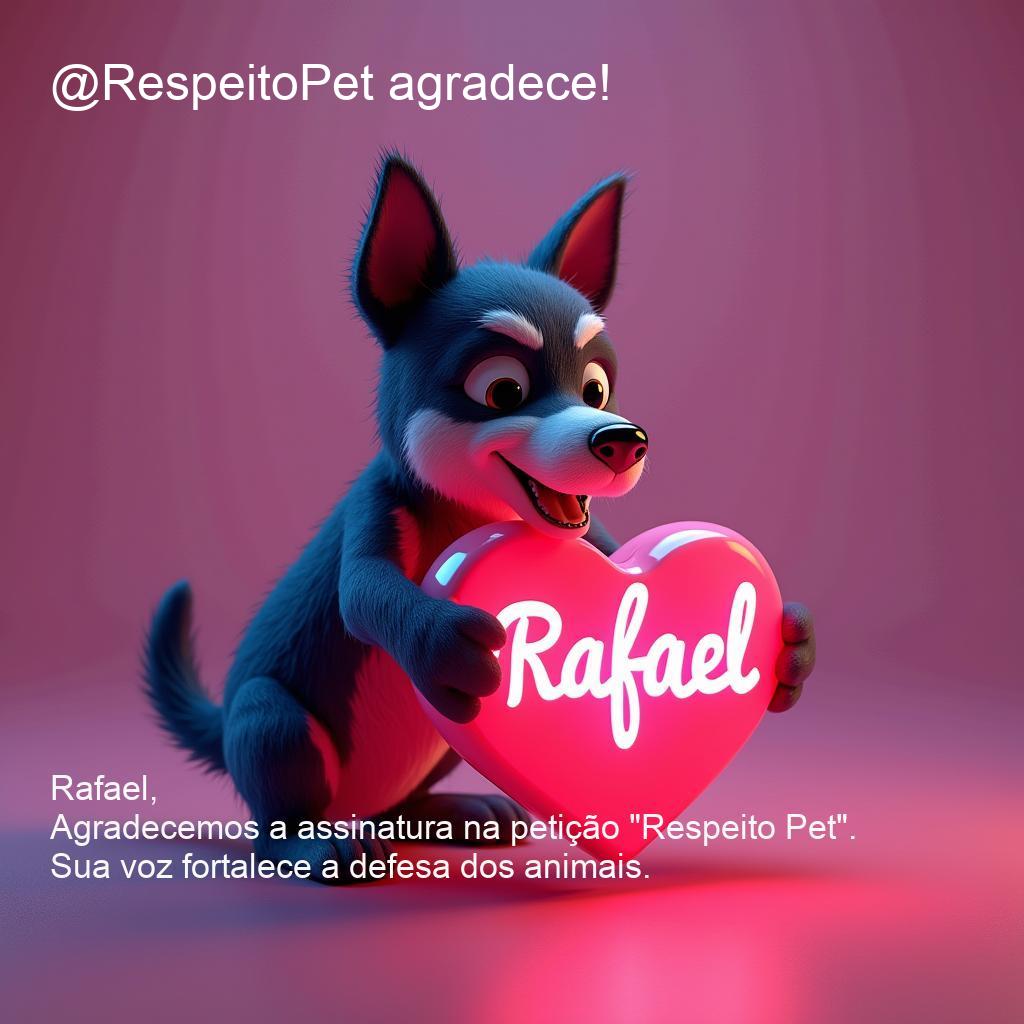 @RespeitoPet agradece!
Rafael
Rafael,
Agradecemos a assinatura na petição "Respeito Pet".
Sua voz fortalece a defesa dos animais.